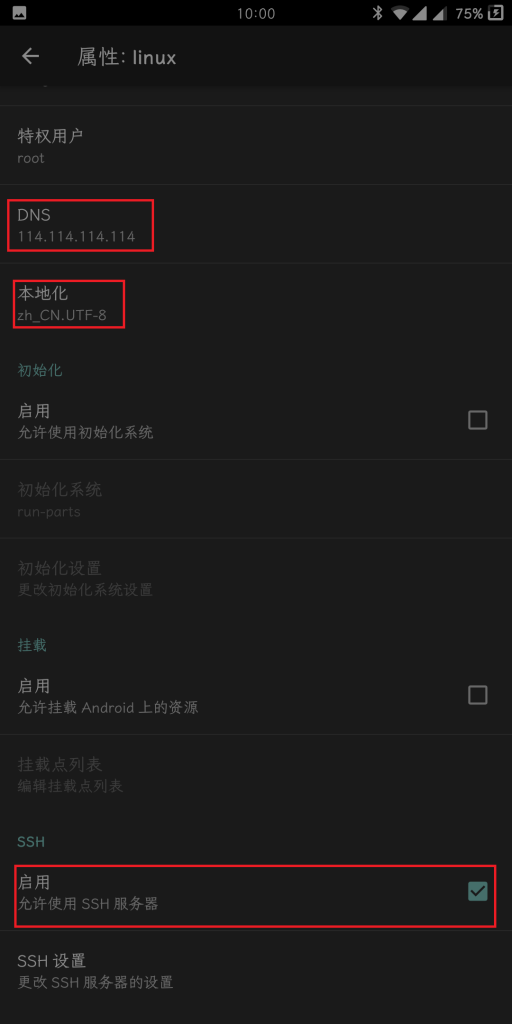 10:00
75%
属性: linux
特权用户
root
DNS
114.114.114.114
本地化
zh_CN.UTF-8
初始化
启用
允许使用初始化系统
初始化系统
run-parts
初始化设置
更改初始化系统设置
挂载
启用
允许挂载 Android 上的资源
挂载点列表
编辑挂载点列表
SSH
启用
允许使用 SSH 服务器
SSH 设置
更改 SSH 服务器的设置